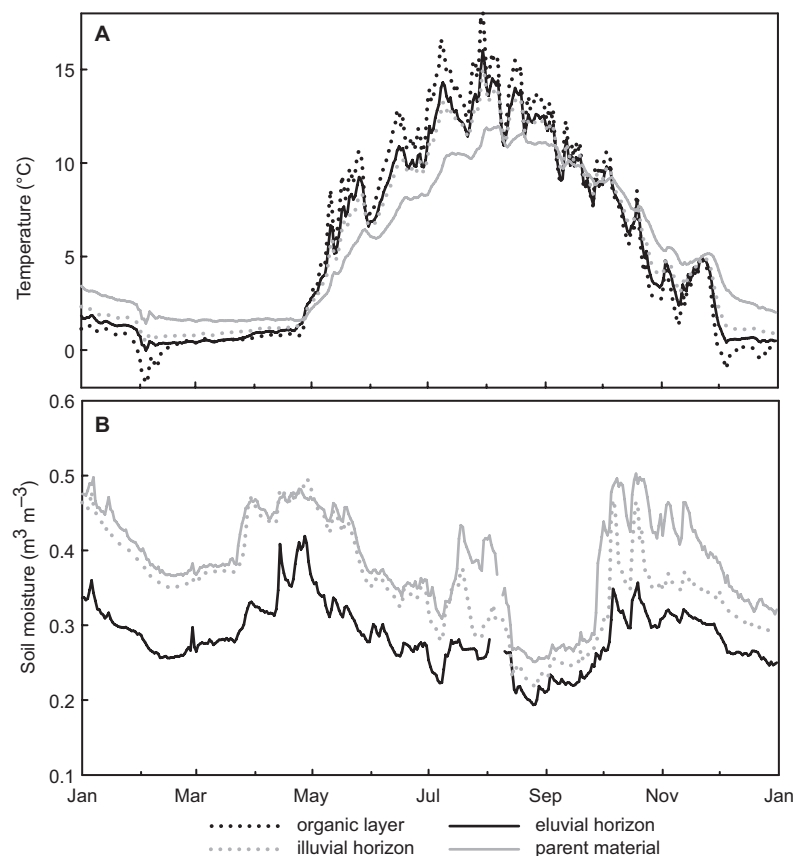 A
15
10
5
0
Temperature (°C)
B
0.6
0.5
0.4
0.3
0.2
0.1
Soil moisture (m³ m⁻³)
Jan Mar May Jul Sep Nov Jan
organic layer eluvial horizon
illuvial horizon parent material